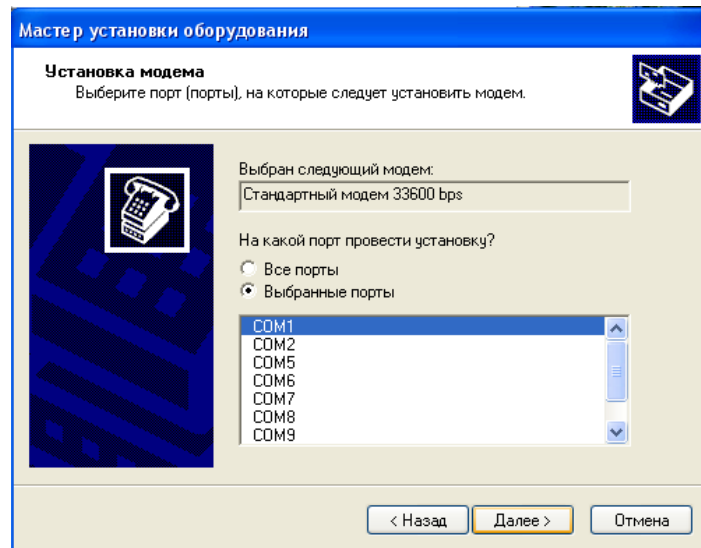 Мастер установки оборудования
Установка модема
Выберите порт (порты), на которые следует установить модем.
Выбран следующий модем:
Стандартный модем 33600 bps
На какой порт провести установку?
Все порты
Выбранные порты
COM1
COM2
COM5
COM6
COM7
COM8
COM9
< Назад Далее > Отмена